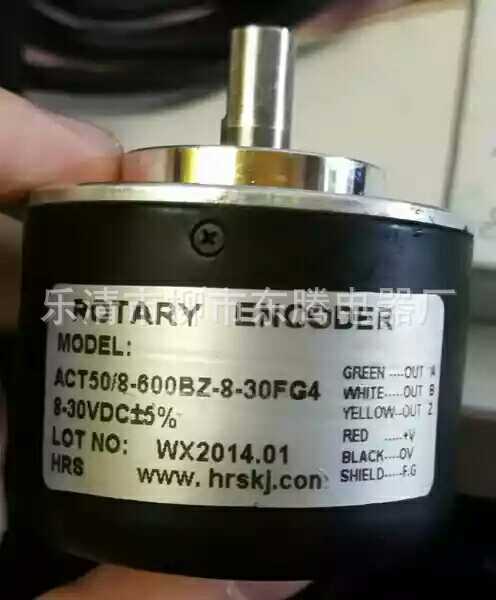 ROTARY ENCODER
乐清市柳市东腾电器厂
MODEL:
ACT50/8-600BZ-8-30FG4
8-30VDC±5%
LOT NO: WX2014.01
HRS www.hrskj.com
GREEN----OUT A
WHITE----OUT B
YELLOW--OUT Z
RED ----+V
BLACK----0V
SHIELD----F.G